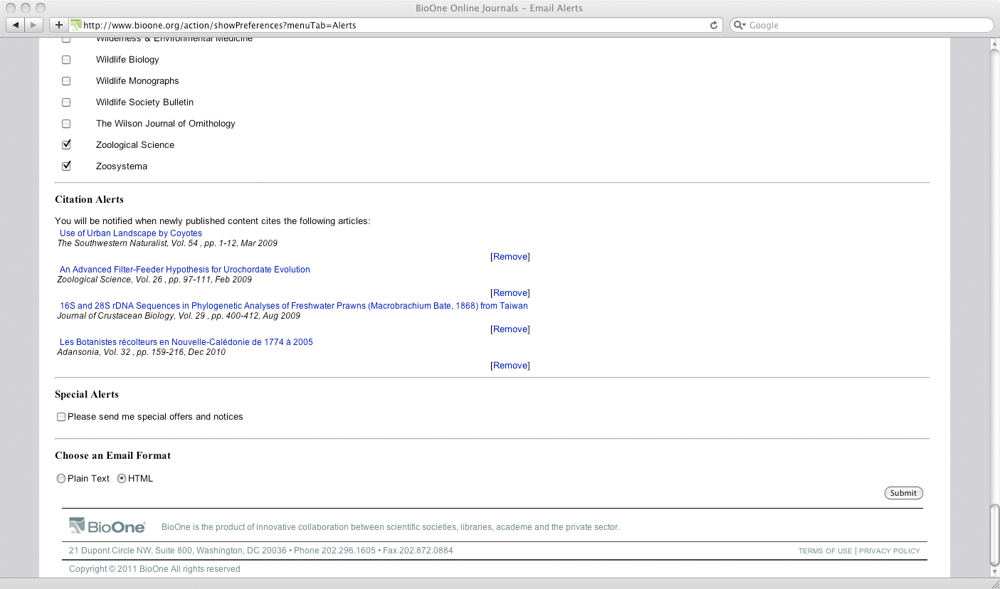 BioOne Online Journals – Email Alerts
http://www.bioone.org/action/showPreferences?menuTab=Alerts
Google
Wilderness & Environmental Medicine
Wildlife Biology
Wildlife Monographs
Wildlife Society Bulletin
The Wilson Journal of Ornithology
Zoological Science
Zoosystema
Citation Alerts
You will be notified when newly published content cites the following articles:
Use of Urban Landscape by Coyotes
The Southwestern Naturalist, Vol. 54 , pp. 1-12, Mar 2009
[Remove]
An Advanced Filter-Feeder Hypothesis for Urochordate Evolution
Zoological Science, Vol. 26 , pp. 97-111, Feb 2009
[Remove]
16S and 28S rDNA Sequences in Phylogenetic Analyses of Freshwater Prawns (Macrobrachium Bate, 1868) from Taiwan
Journal of Crustacean Biology, Vol. 29 , pp. 400-412, Aug 2009
[Remove]
Les Botanistes récolteurs en Nouvelle-Calédonie de 1774 à 2005
Adansonia, Vol. 32 , pp. 159-216, Dec 2010
[Remove]
Special Alerts
Please send me special offers and notices
Choose an Email Format
Plain Text HTML
Submit
BioOne BioOne is the product of innovative collaboration between scientific societies, libraries, academe and the private sector.
21 Dupont Circle NW, Suite 800, Washington, DC 20036 • Phone 202.296.1605 • Fax 202.872.0884 TERMS OF USE | PRIVACY POLICY
Copyright © 2011 BioOne All rights reserved